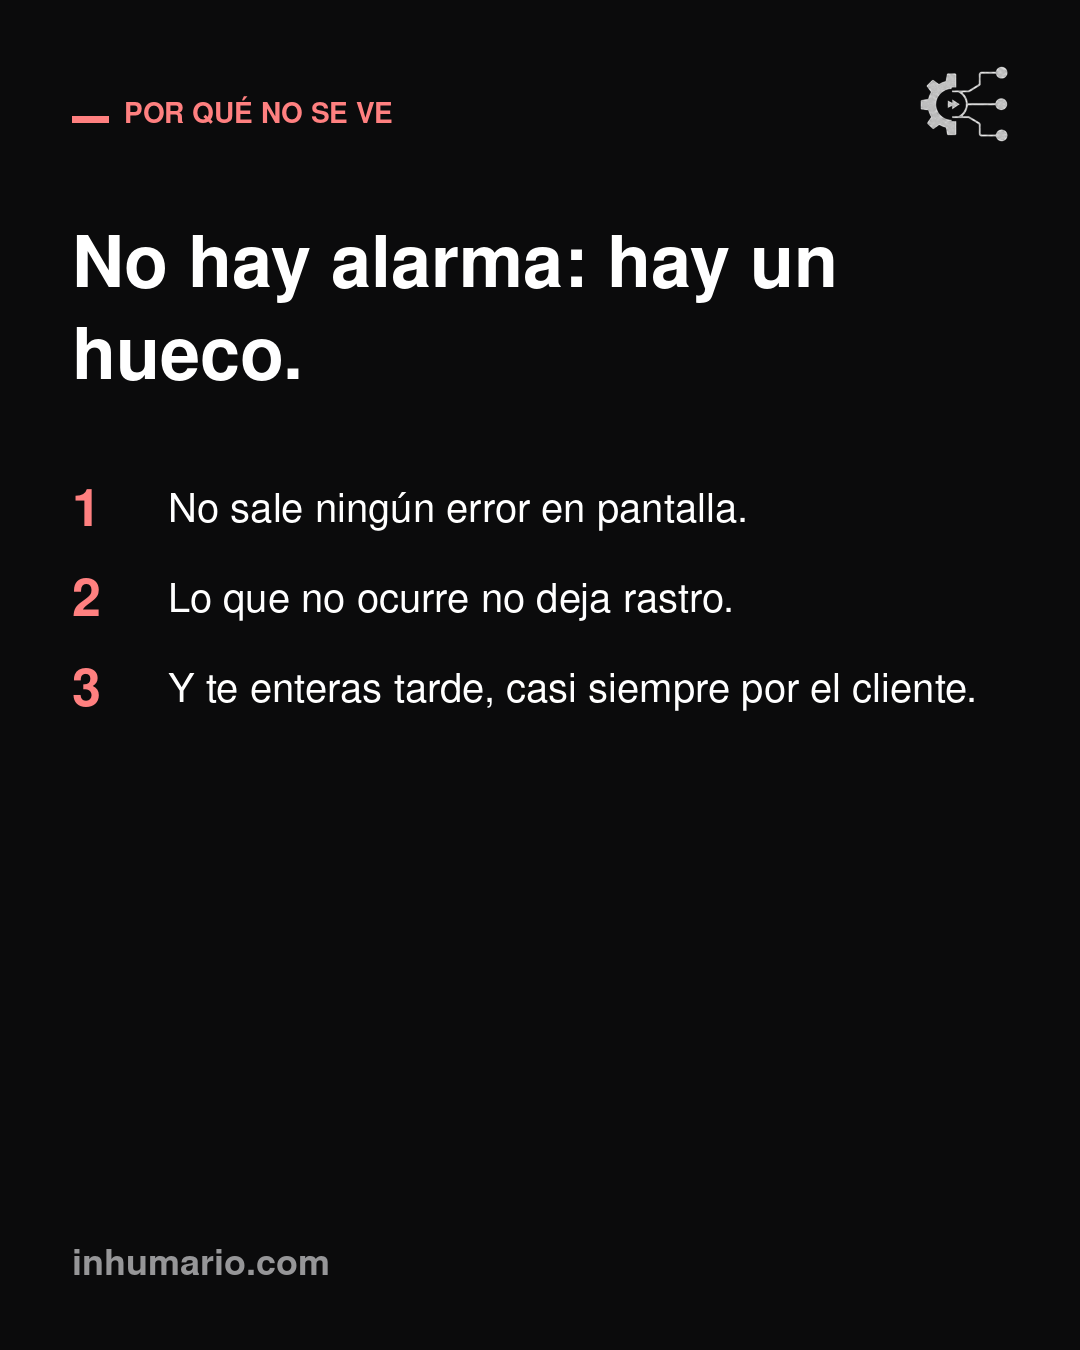 POR QUÉ NO SE VE
No hay alarma: hay un
hueco.
1 No sale ningún error en pantalla.
2 Lo que no ocurre no deja rastro.
3 Y te enteras tarde, casi siempre por el cliente.
inhumario.com